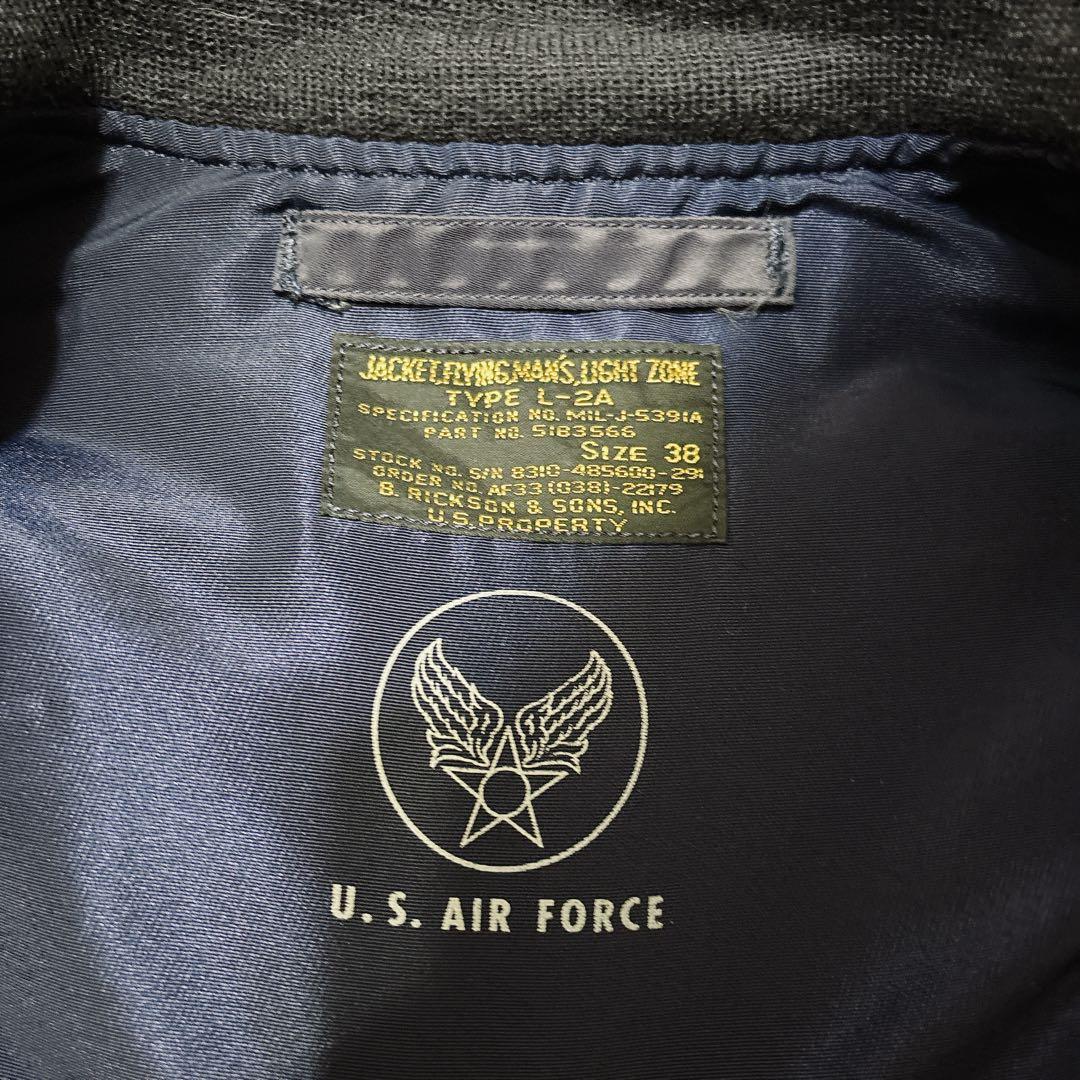 JACKET,FLYING,MAN'S,LIGHT ZONE
TYPE L-2A
SPECIFICATION NO. MIL-J-5391A
PART NO. 51B3566
SIZE 38
STOCK NO. S/N 8310-485600-291
ORDER NO. AF33(038)-22179
B. RICKSON & SONS, INC.
U.S.PROPERTY
U. S. AIR FORCE